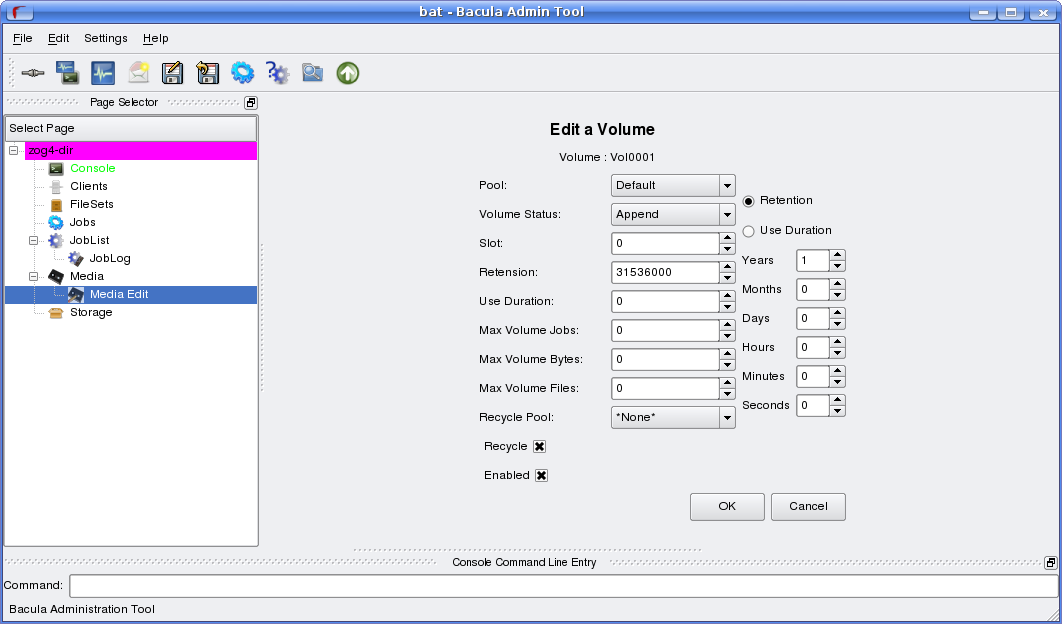 bat - Bacula Admin Tool
File Edit Settings Help
Page Selector
Select Page
zog4-dir
Console
Clients
FileSets
Jobs
JobList
JobLog
Media
Media Edit
Storage
Edit a Volume
Volume : Vol0001
Pool: Default
Volume Status: Append
Slot: 0
Retension: 31536000
Use Duration: 0
Max Volume Jobs: 0
Max Volume Bytes: 0
Max Volume Files: 0
Recycle Pool: *None*
Recycle
Enabled
Retention
Use Duration
Years 1
Months 0
Days 0
Hours 0
Minutes 0
Seconds 0
OK Cancel
Console Command Line Entry
Command:
Bacula Administration Tool